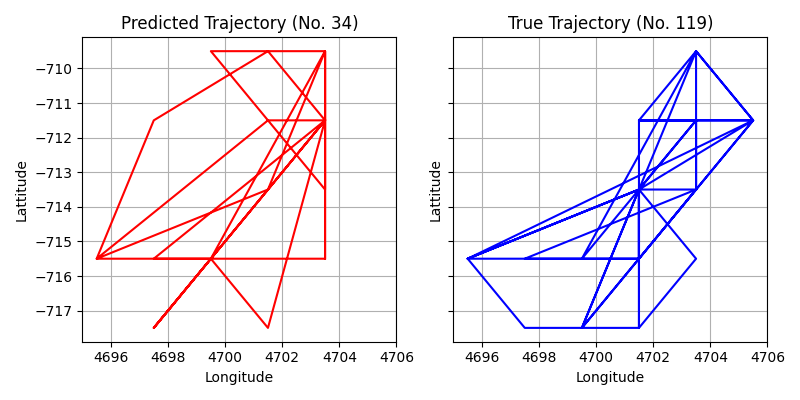 Predicted Trajectory (No. 34)
Lattitude
−710
−711
−712
−713
−714
−715
−716
−717
4696 4698 4700 4702 4704 4706
Longitude
True Trajectory (No. 119)
Lattitude
4696 4698 4700 4702 4704 4706
Longitude